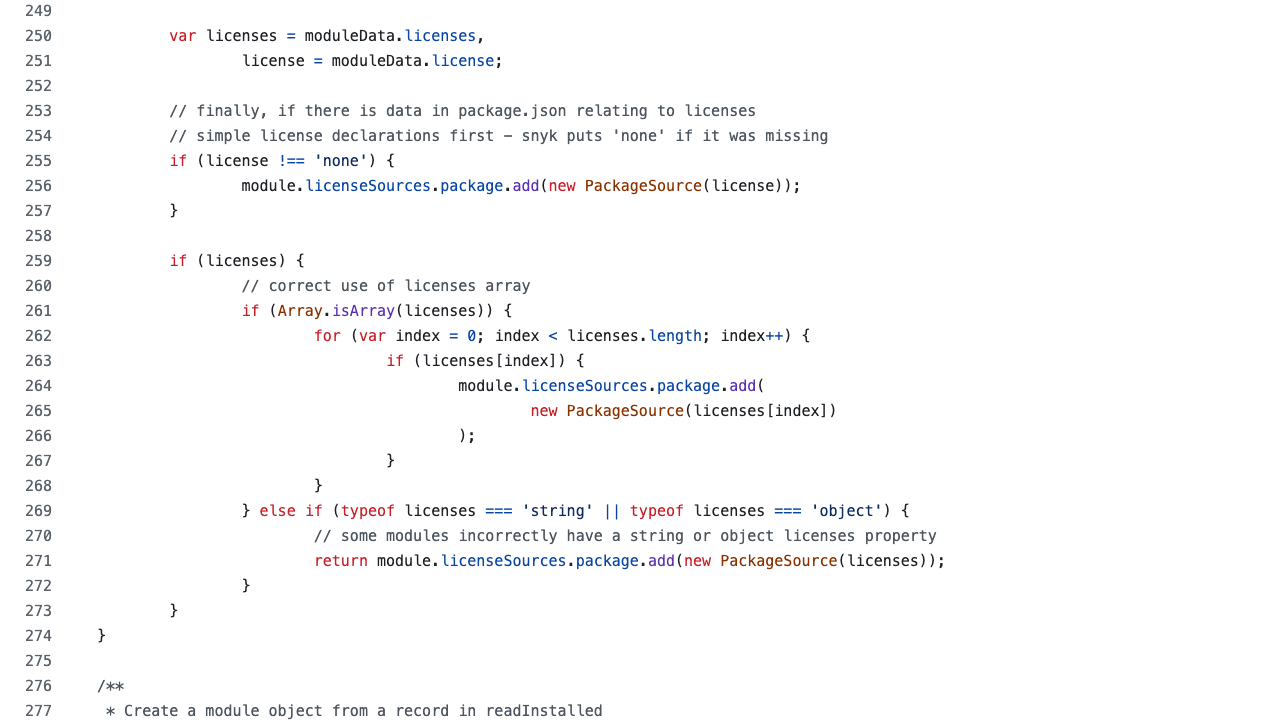 249
250 var licenses = moduleData.licenses,
251 license = moduleData.license;
252
253 // finally, if there is data in package.json relating to licenses
254 // simple license declarations first – snyk puts 'none' if it was missing
255 if (license !== 'none') {
256 module.licenseSources.package.add(new PackageSource(license));
257 }
258
259 if (licenses) {
260 // correct use of licenses array
261 if (Array.isArray(licenses)) {
262 for (var index = 0; index < licenses.length; index++) {
263 if (licenses[index]) {
264 module.licenseSources.package.add(
265 new PackageSource(licenses[index])
266 );
267 }
268 }
269 } else if (typeof licenses === 'string' || typeof licenses === 'object') {
270 // some modules incorrectly have a string or object licenses property
271 return module.licenseSources.package.add(new PackageSource(licenses));
272 }
273 }
274 }
275
276 /**
277 * Create a module object from a record in readInstalled